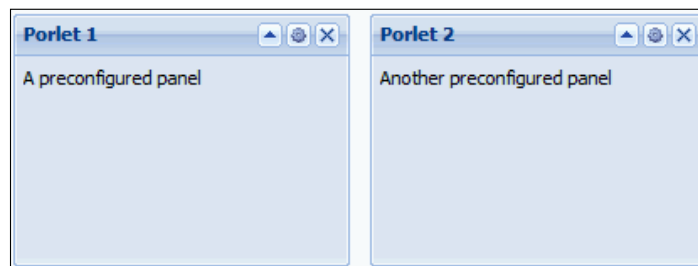 Porlet 1
A preconfigured panel
Porlet 2
Another preconfigured panel